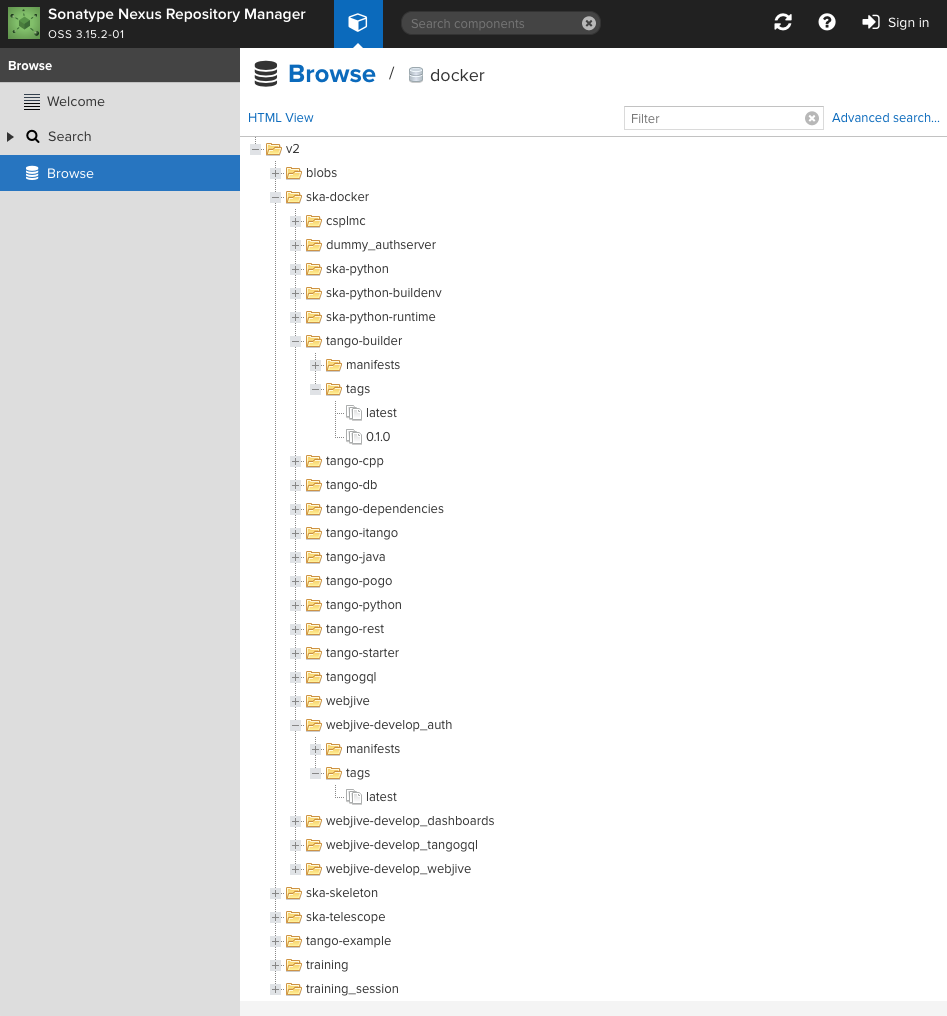 Sonatype Nexus Repository Manager
OSS 3.15.2-01
Search components
Sign in
Browse
Welcome
Search
Browse
Browse / docker
HTML View
Filter
Advanced search...
v2
blobs
ska-docker
csplmc
dummy_authserver
ska-python
ska-python-buildenv
ska-python-runtime
tango-builder
manifests
tags
latest
0.1.0
tango-cpp
tango-db
tango-dependencies
tango-itango
tango-java
tango-pogo
tango-python
tango-rest
tango-starter
tangogql
webjive
webjive-develop_auth
manifests
tags
latest
webjive-develop_dashboards
webjive-develop_tangogql
webjive-develop_webjive
ska-skeleton
ska-telescope
tango-example
training
training_session